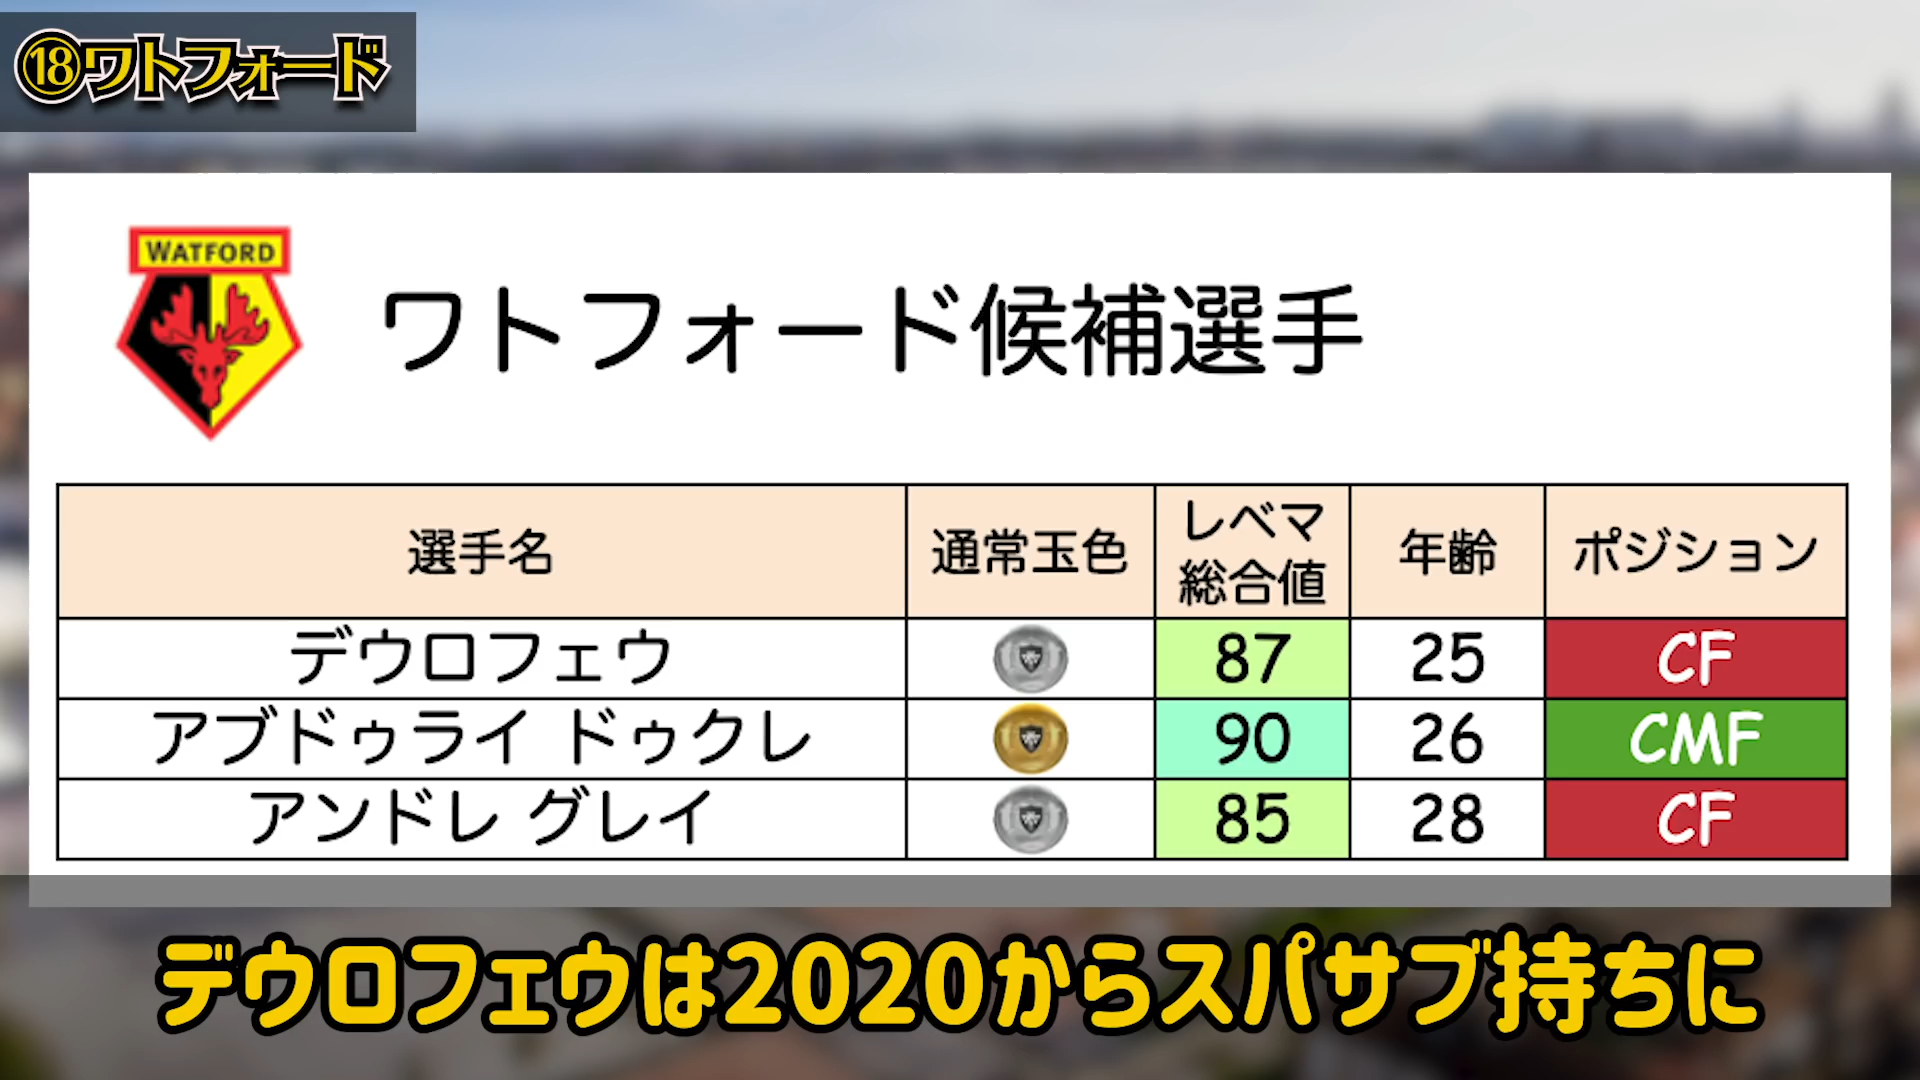 ⑱ワトフォード
WATFORD
ワトフォード候補選手
選手名 通常玉色 レベマ総合値 年齢 ポジション
デウロフェウ 87 25 CF
アブドゥライ ドゥクレ 90 26 CMF
アンドレ グレイ 85 28 CF
デウロフェウは2020からスパサブ持ちに